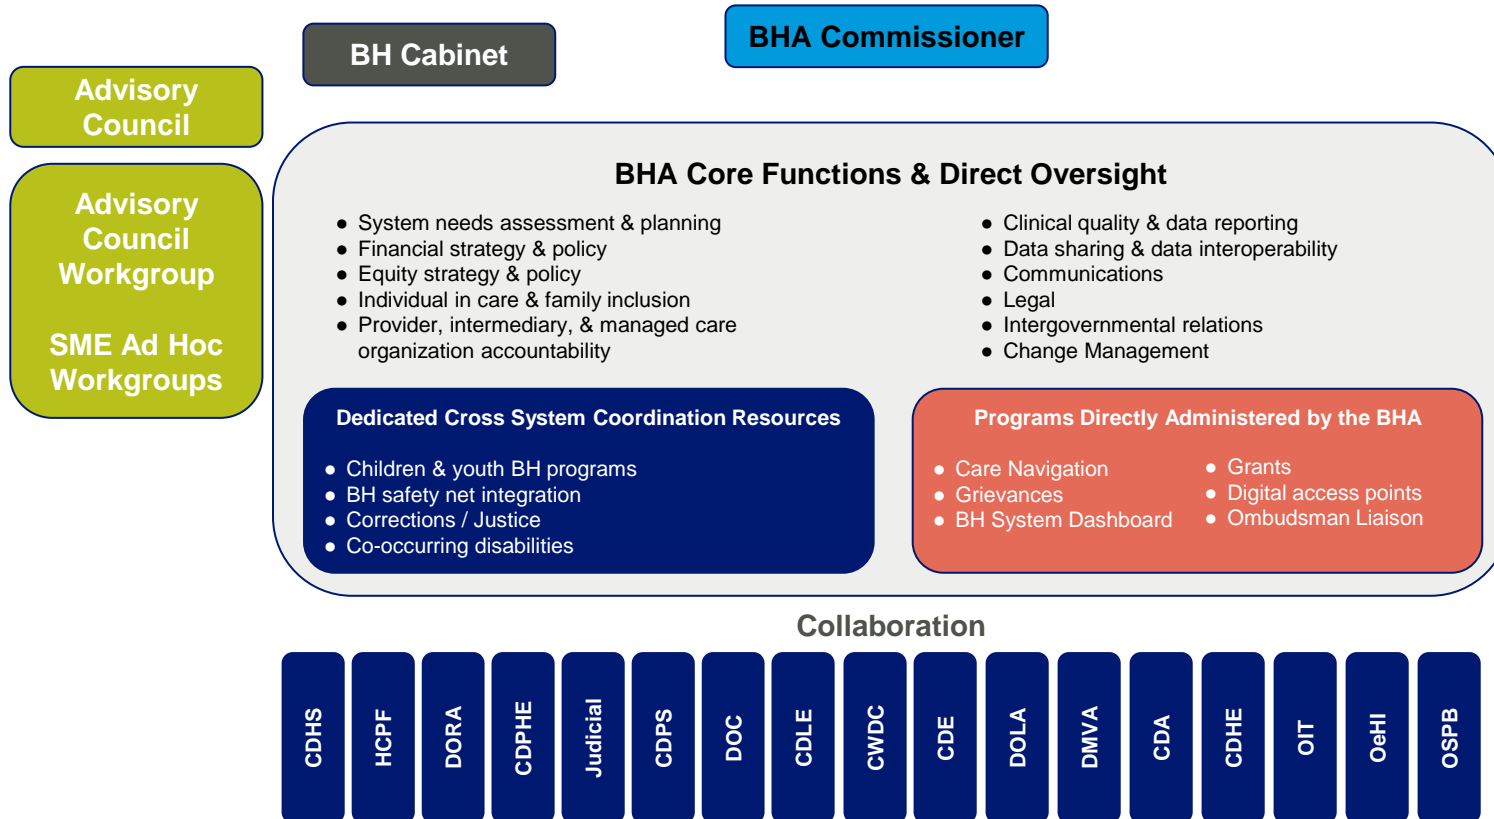 BH Cabinet
BHA Commissioner
Advisory
Council
Advisory
Council
Workgroup
SME Ad Hoc
Workgroups
BHA Core Functions & Direct Oversight
● System needs assessment & planning
● Financial strategy & policy
● Equity strategy & policy
● Individual in care & family inclusion
● Provider, intermediary, & managed care
organization accountability
● Clinical quality & data reporting
● Data sharing & data interoperability
● Communications
● Legal
● Intergovernmental relations
● Change Management
Dedicated Cross System Coordination Resources
● Children & youth BH programs
● BH safety net integration
● Corrections / Justice
● Co-occurring disabilities
Programs Directly Administered by the BHA
● Care Navigation
● Grievances
● BH System Dashboard
● Grants
● Digital access points
● Ombudsman Liaison
Collaboration
CDHS
HCPF
DORA
CDPHE
Judicial
CDPS
DOC
CDLE
CWDC
CDE
DOLA
DMVA
CDA
CDHE
OIT
OeHI
OSPB